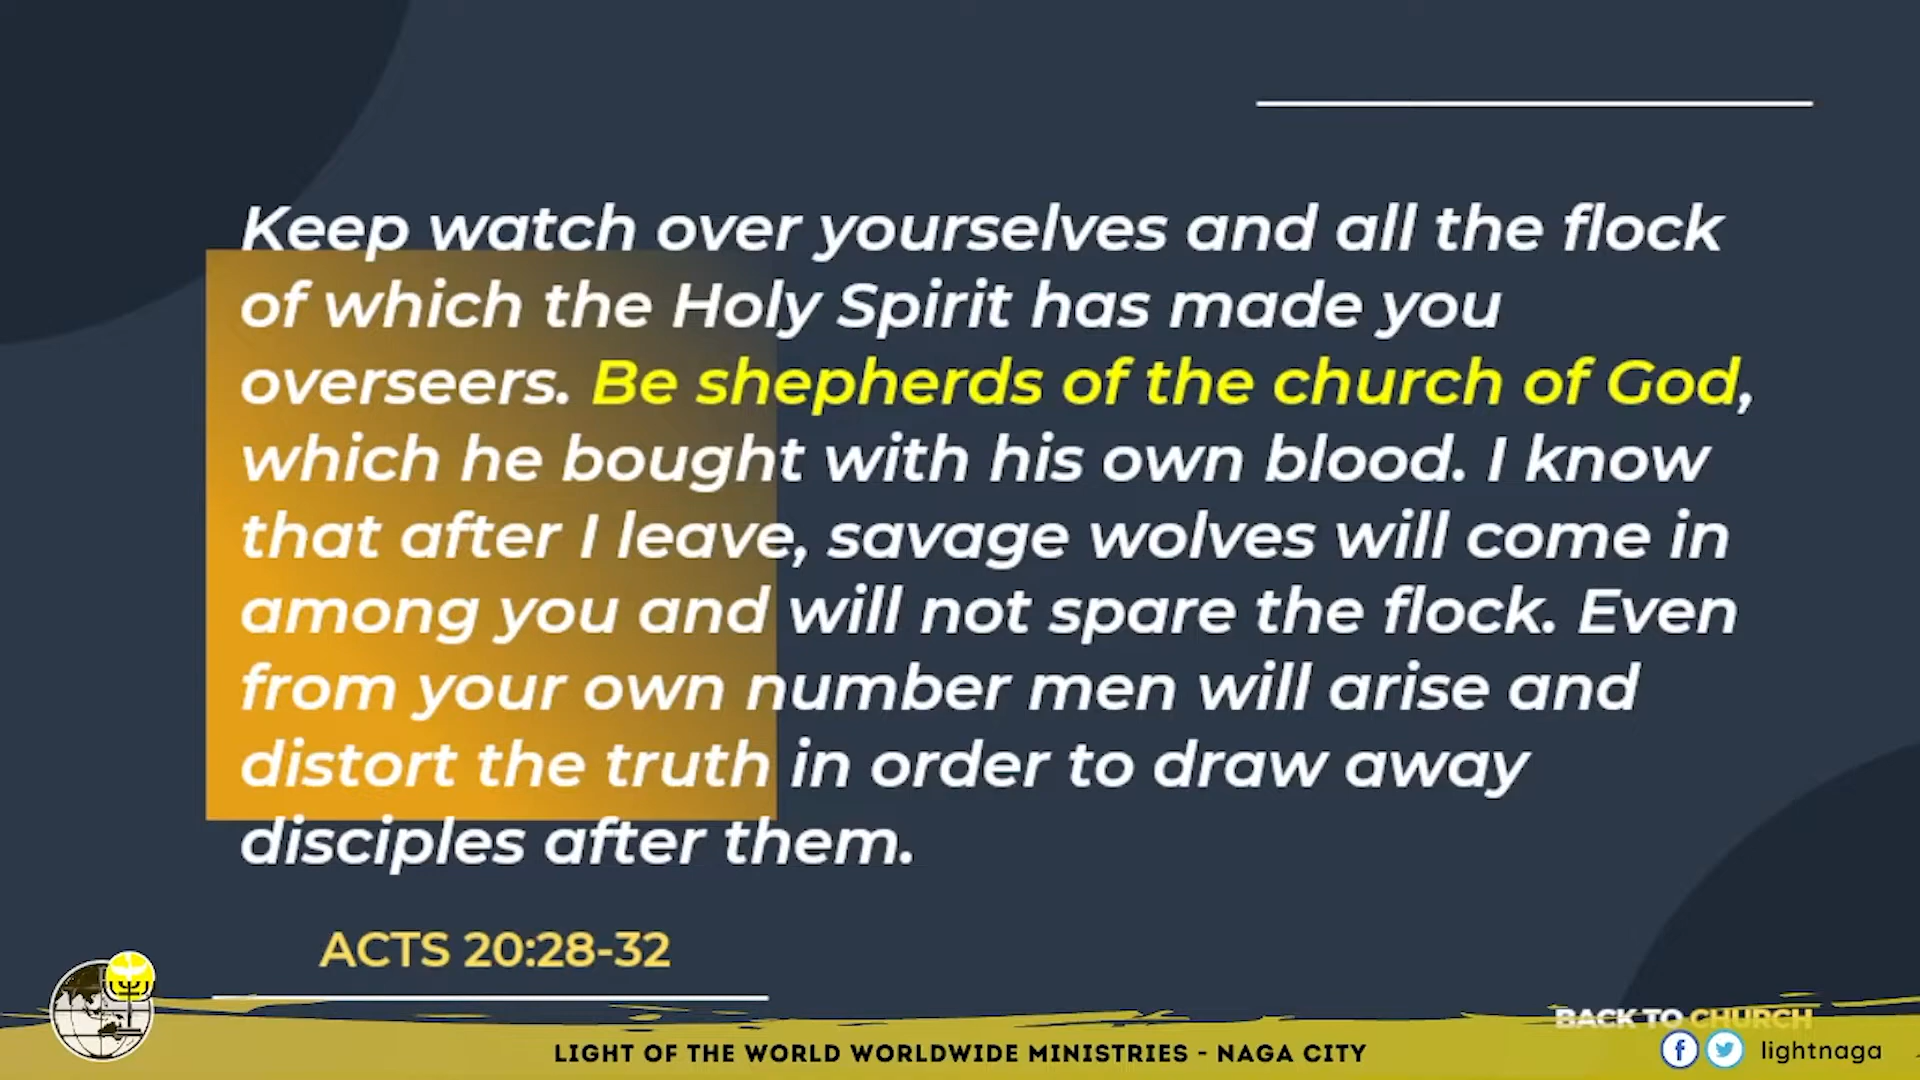 Keep watch over yourselves and all the flock
of which the Holy Spirit has made you
overseers. Be shepherds of the church of God,
which he bought with his own blood. I know
that after I leave, savage wolves will come in
among you and will not spare the flock. Even
from your own number men will arise and
distort the truth in order to draw away
disciples after them.
ACTS 20:28-32
BACK TO CHURCH
LIGHT OF THE WORLD WORLDWIDE MINISTRIES - NAGA CITY
lightnaga